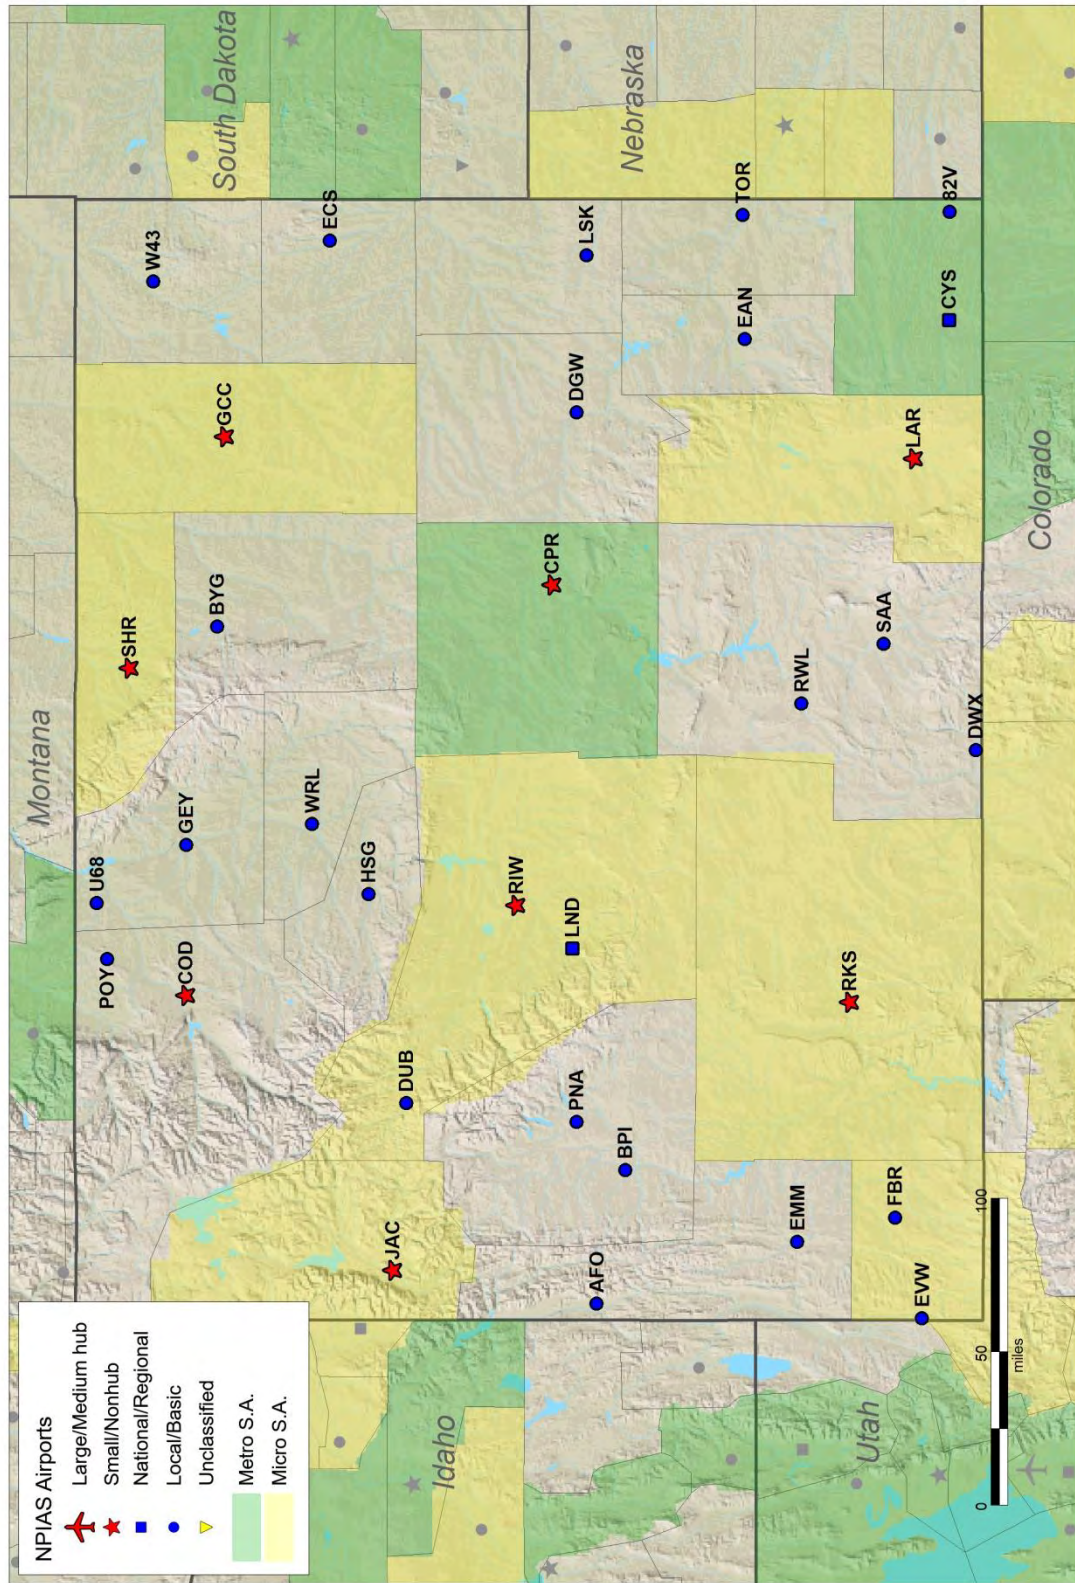 NPIAS Airports
Large/Medium hub
Small/Nonhub
National/Regional
Local/Basic
Unclassified
Metro S.A.
Micro S.A.
Montana
South Dakota
Nebraska
Colorado
Utah
Idaho
POY
U68
COD
GEY
SHR
BYG
GCC
W43
ECS
WRL
HSG
JAC
DUB
RIW
LND
CPR
DGW
LSK
AFO
PNA
BPI
EAN
TOR
EMM
RKS
RWL
SAA
LAR
FBR
EVW
DWX
CYS
82V
0
50
100
miles